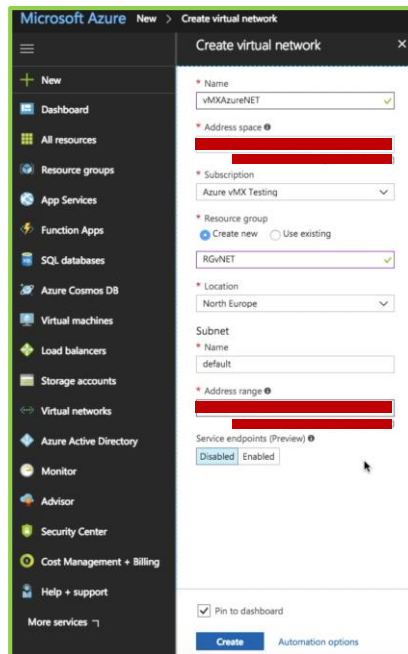 Microsoft Azure New > Create virtual network
Create virtual network
New
Dashboard
All resources
Resource groups
App Services
Function Apps
SQL databases
Azure Cosmos DB
Virtual machines
Load balancers
Storage accounts
Virtual networks
Azure Active Directory
Monitor
Advisor
Security Center
Cost Management + Billing
Help + support
More services
* Name
vMXAzureNET
* Address space
* Subscription
Azure vMX Testing
* Resource group
Create new Use existing
RGvNET
* Location
North Europe
Subnet
* Name
default
* Address range
Service endpoints (Preview)
Disabled Enabled
Pin to dashboard
Create Automation options